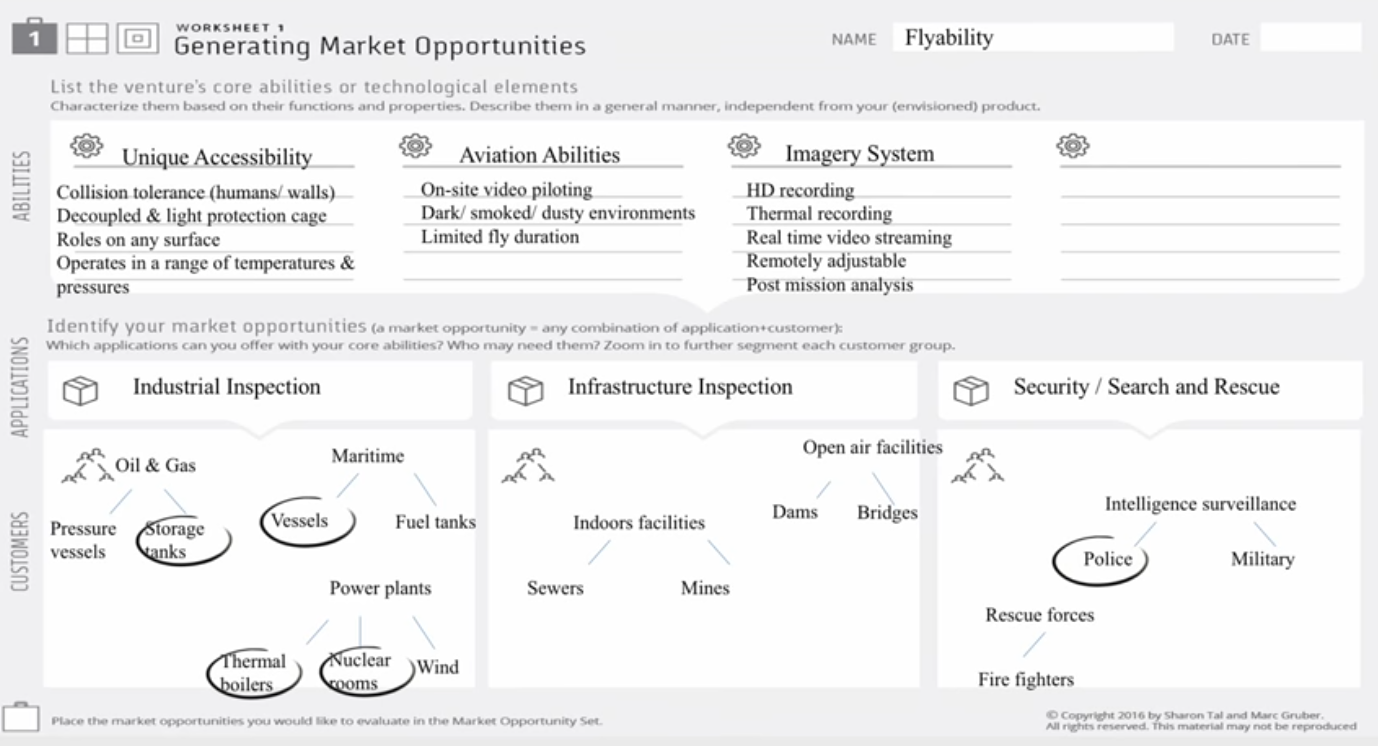 1
WORKSHEET 1
Generating Market Opportunities
NAME Flyability
DATE
List the venture's core abilities or technological elements
Characterize them based on their functions and properties. Describe them in a general manner, independent from your (envisioned) product.
ABILITIES
Unique Accessibility
Collision tolerance (humans/ walls)
Decoupled & light protection cage
Roles on any surface
Operates in a range of temperatures &
pressures
Aviation Abilities
On-site video piloting
Dark/ smoked/ dusty environments
Limited fly duration
Imagery System
HD recording
Thermal recording
Real time video streaming
Remotely adjustable
Post mission analysis
Identify your market opportunities (a market opportunity = any combination of application+customer):
Which applications can you offer with your core abilities? Who may need them? Zoom in to further segment each customer group.
APPLICATIONS
Industrial Inspection
Infrastructure Inspection
Security / Search and Rescue
CUSTOMERS
Oil & Gas
Pressure
vessels
Storage
tanks
Maritime
Vessels
Fuel tanks
Power plants
Thermal
boilers
Nuclear
rooms
Wind
Indoors facilities
Sewers
Mines
Open air facilities
Dams
Bridges
Intelligence surveillance
Police
Military
Rescue forces
Fire fighters
Place the market opportunities you would like to evaluate in the Market Opportunity Set.
© Copyright 2016 by Sharon Tal and Marc Gruber.
All rights reserved. This material may not be reproduced